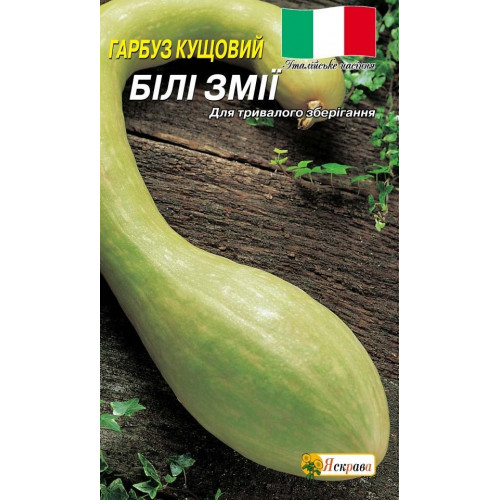 ГАРБУЗ КУЩОВИЙ
Італійське насіння
БІЛІ ЗМІЇ
Для тривалого зберігання
Яскрава